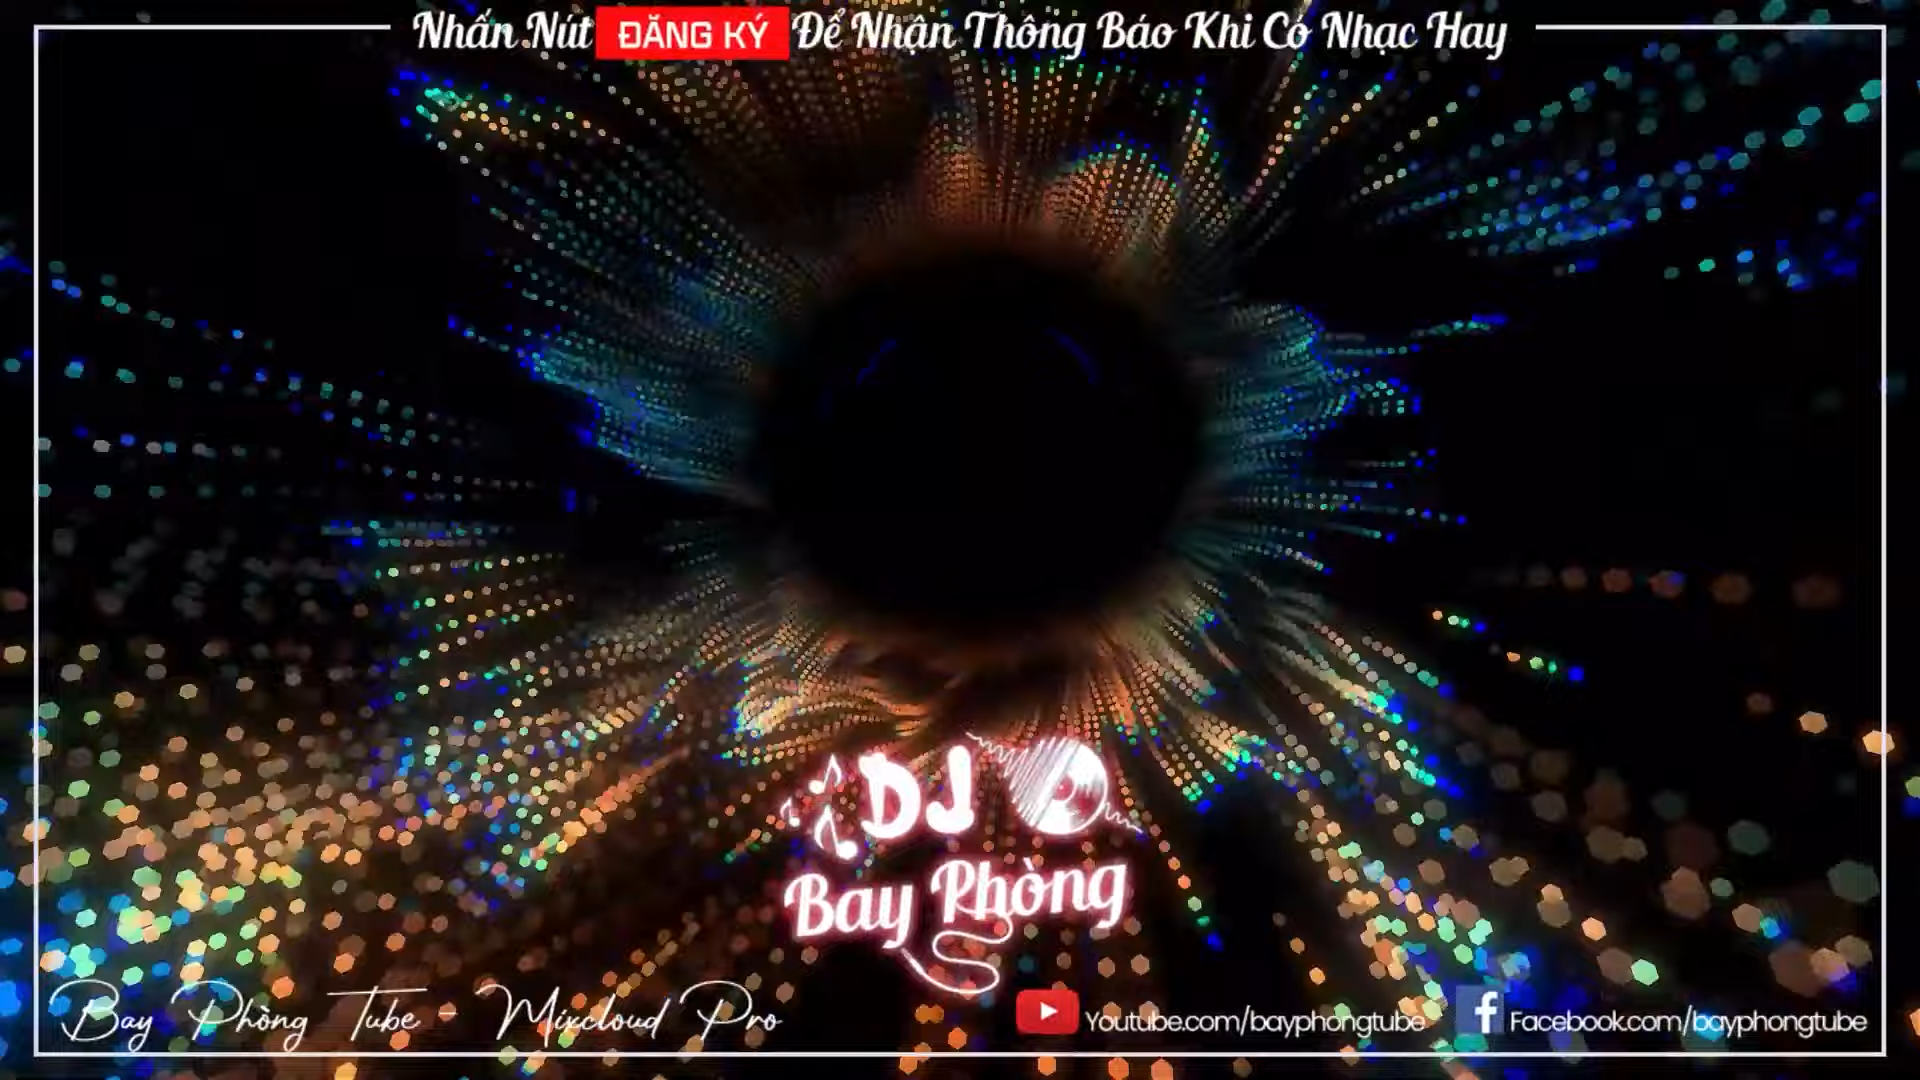 Nhấn Nút ĐĂNG KÝ Để Nhận Thông Báo Khi Có Nhạc Hay
DJ
Bay Phòng
Bay Phòng Tube - Mixcloud Pro
Youtube.com/bayphongtube
Facebook.com/bayphongtube